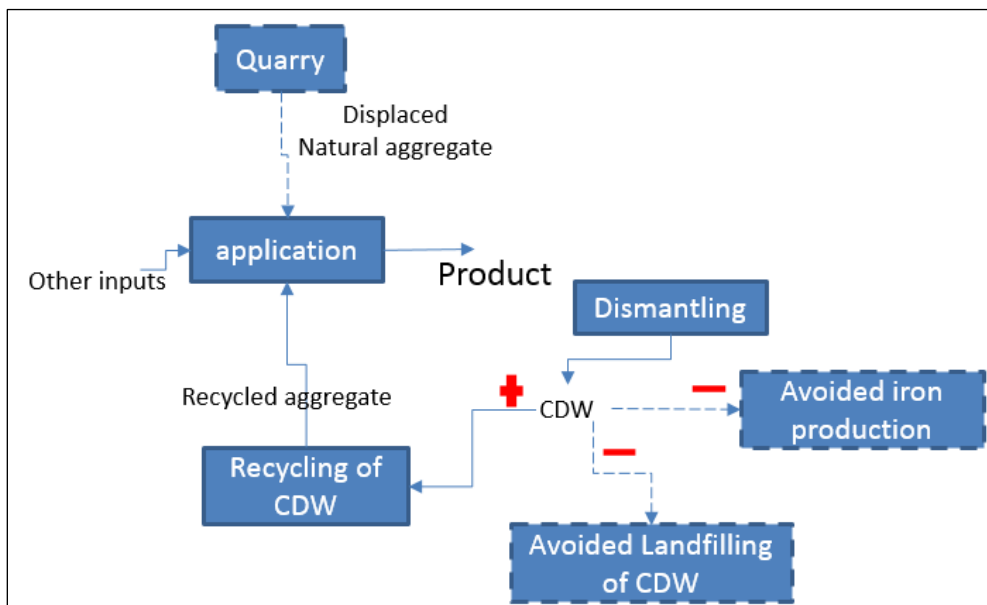 Quarry
Displaced
Natural aggregate
application
Other inputs
Product
Dismantling
Recycled aggregate
CDW
Avoided iron
production
Recycling of
CDW
Avoided Landfilling
of CDW